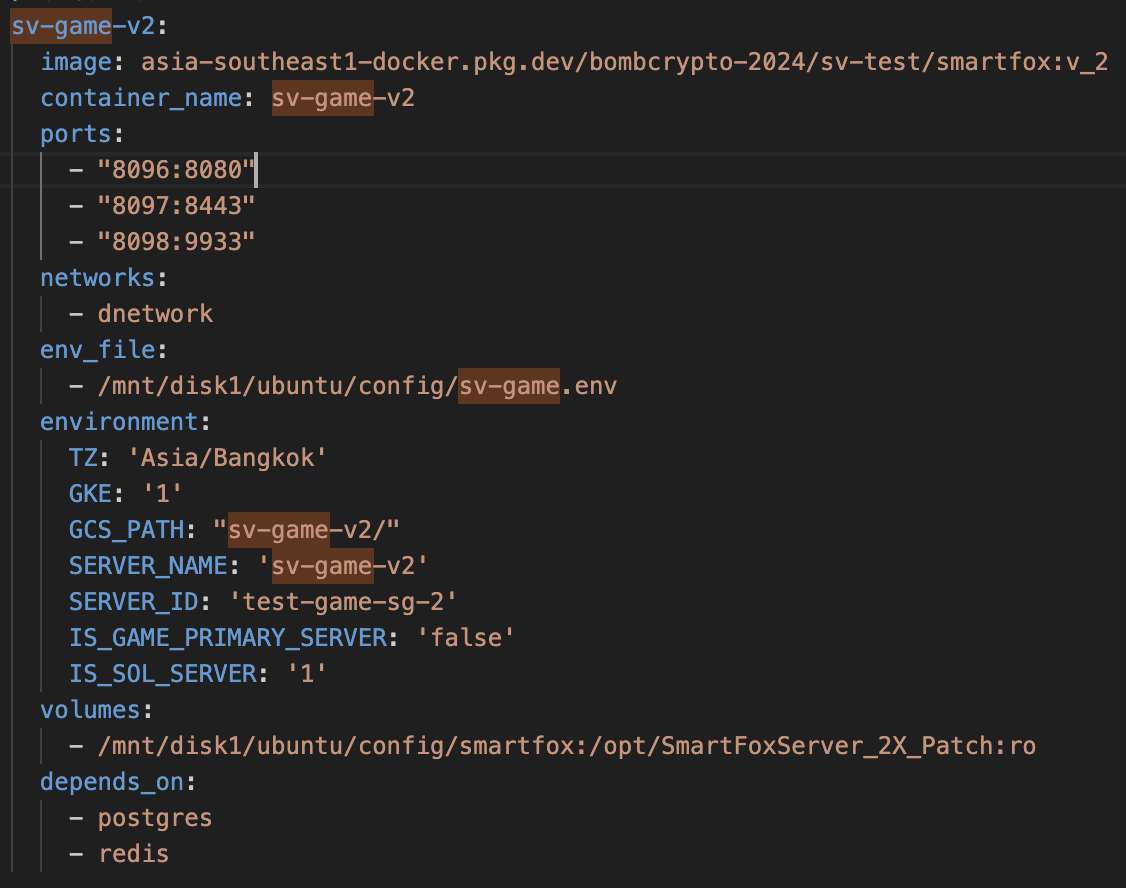 sv-game-v2:
image: asia-southeast1-docker.pkg.dev/bombcrypto-2024/sv-test/smartfox:v_2
container_name: sv-game-v2
ports:
- "8096:8080"
- "8097:8443"
- "8098:9933"
networks:
- dnetwork
env_file:
- /mnt/disk1/ubuntu/config/sv-game.env
environment:
TZ: 'Asia/Bangkok'
GKE: '1'
GCS_PATH: "sv-game-v2/"
SERVER_NAME: 'sv-game-v2'
SERVER_ID: 'test-game-sg-2'
IS_GAME_PRIMARY_SERVER: 'false'
IS_SOL_SERVER: '1'
volumes:
- /mnt/disk1/ubuntu/config/smartfox:/opt/SmartFoxServer_2X_Patch:ro
depends_on:
- postgres
- redis